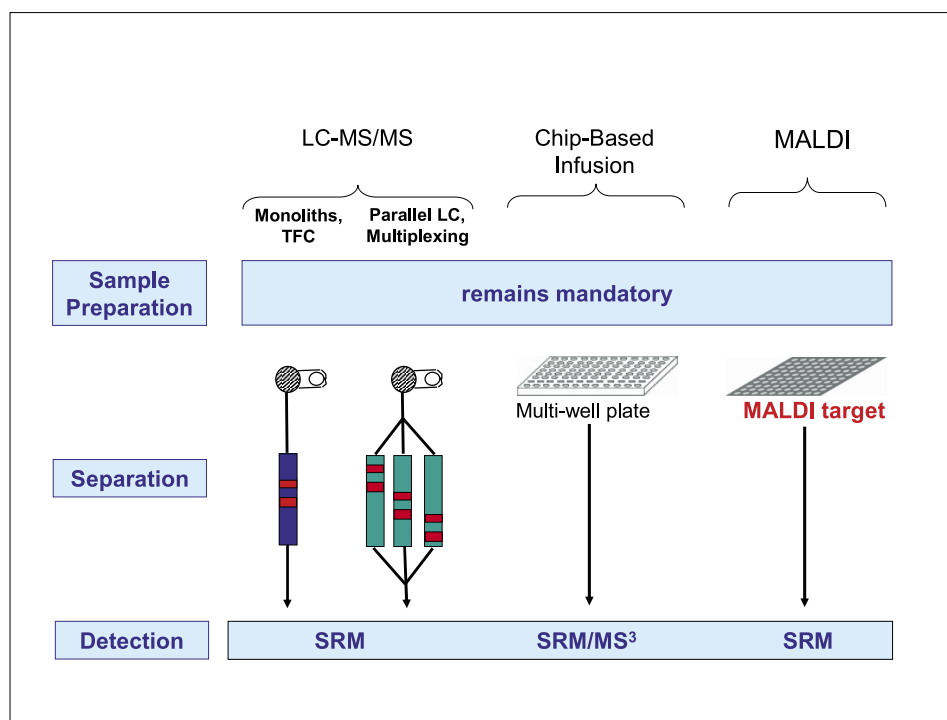 LC-MS/MS
Chip-Based
Infusion
MALDI
Monoliths,
TFC
Parallel LC,
Multiplexing
Sample
Preparation
remains mandatory
Multi-well plate
MALDI target
Separation
Detection
SRM
SRM/MS³
SRM